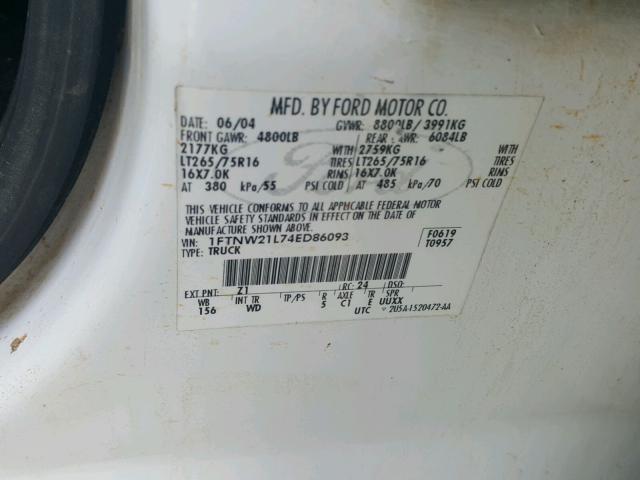 MFD. BY FORD MOTOR CO.
DATE: 06/04 GVWR: 8800LB/3991KG
FRONT GAWR: 4800LB REAR GAWR: 6084LB
2177KG WITH 2759KG WITH
LT265/75R16 TIRES LT265/75R16 TIRES
16X7.0K RIMS 16X7.0K RIMS
AT 380 kPa/55 PSI COLD AT 485 kPa/70 PSI COLD
THIS VEHICLE CONFORMS TO ALL APPLICABLE FEDERAL MOTOR
VEHICLE SAFETY STANDARDS IN EFFECT ON THE DATE OF
MANUFACTURE SHOWN ABOVE.
VIN: 1FTNW21L74ED86093 F0619
TYPE: TRUCK T0957
EXT PNT: Z1 RC: 24 DSO:
WB INT TR TP/PS R AXLE TR SPR
156 WD 5 C1 E UUXX
UTC 2U5A-1520472-AA
Ford